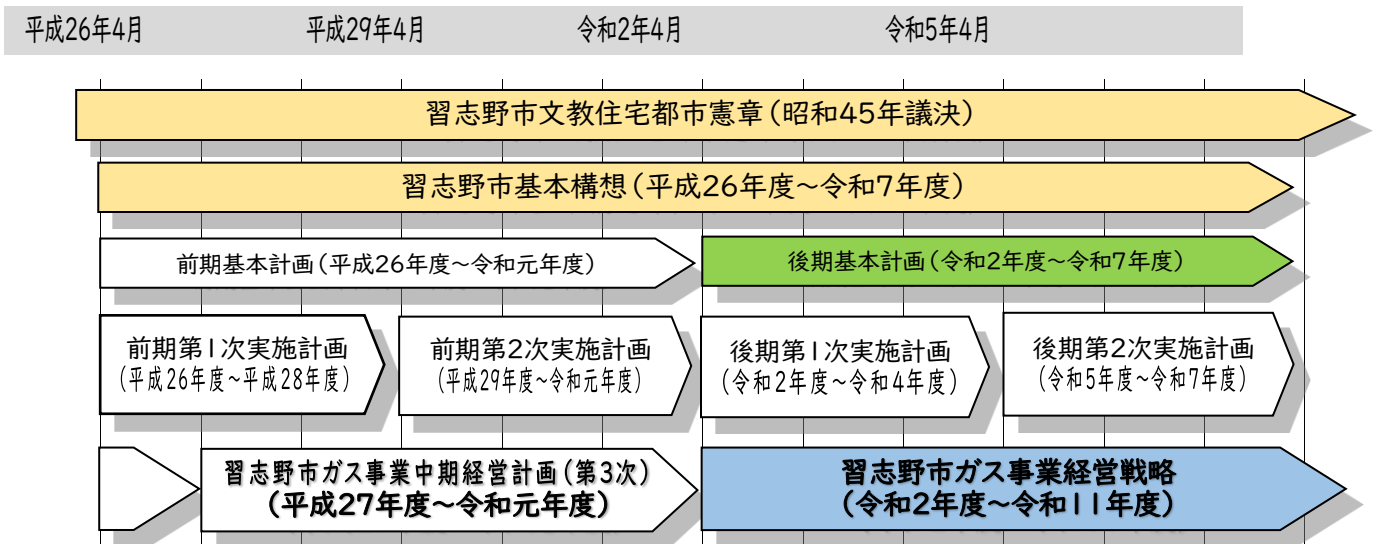 平成26年4月 平成29年4月 令和2年4月 令和5年4月
習志野市文教住宅都市憲章(昭和45年議決)
習志野市基本構想(平成26年度~令和7年度)
前期基本計画(平成26年度~令和元年度)
後期基本計画(令和2年度~令和7年度)
前期第1次実施計画
(平成26年度~平成28年度)
前期第2次実施計画
(平成29年度~令和元年度)
後期第1次実施計画
(令和2年度~令和4年度)
後期第2次実施計画
(令和5年度~令和7年度)
習志野市ガス事業中期経営計画(第3次)
(平成27年度~令和元年度)
習志野市ガス事業経営戦略
(令和2年度~令和11年度)